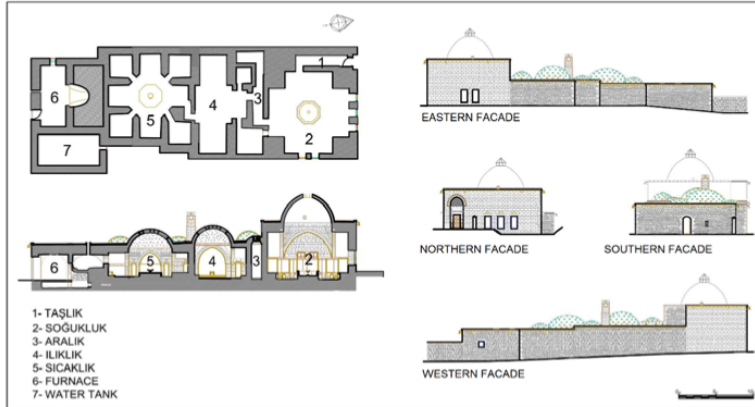 1
6
4
3
5
2
7
EASTERN FACADE
NORTHERN FACADE
SOUTHERN FACADE
6
5
4
3
2
1- TAŞLIK
2- SOĞUKLUK
3- ARALIK
4- ILIKLIK
5- SICAKLIK
6- FURNACE
7- WATER TANK
WESTERN FACADE